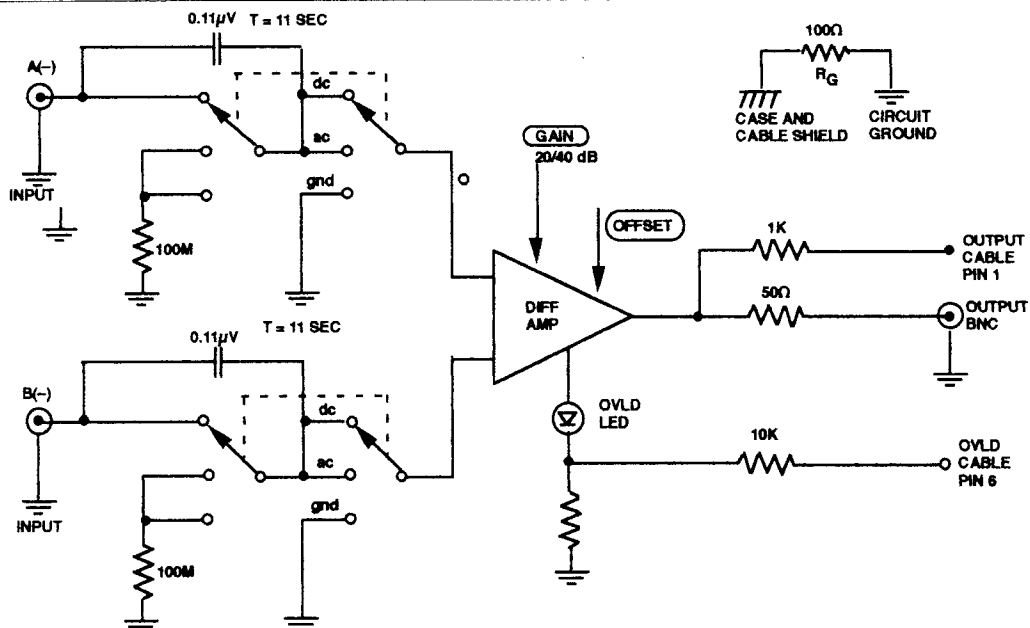 0.11µV T = 11 SEC
A(–)
dc
ac
gnd
INPUT
100M
GAIN
20/40 dB
OFFSET
100Ω
RG
CASE AND
CABLE SHIELD
CIRCUIT
GROUND
DIFF
AMP
1K
OUTPUT
CABLE
PIN 1
50Ω
OUTPUT
BNC
0.11µV T = 11 SEC
B(–)
dc
ac
gnd
INPUT
100M
OVLD
LED
10K
OVLD
CABLE
PIN 6